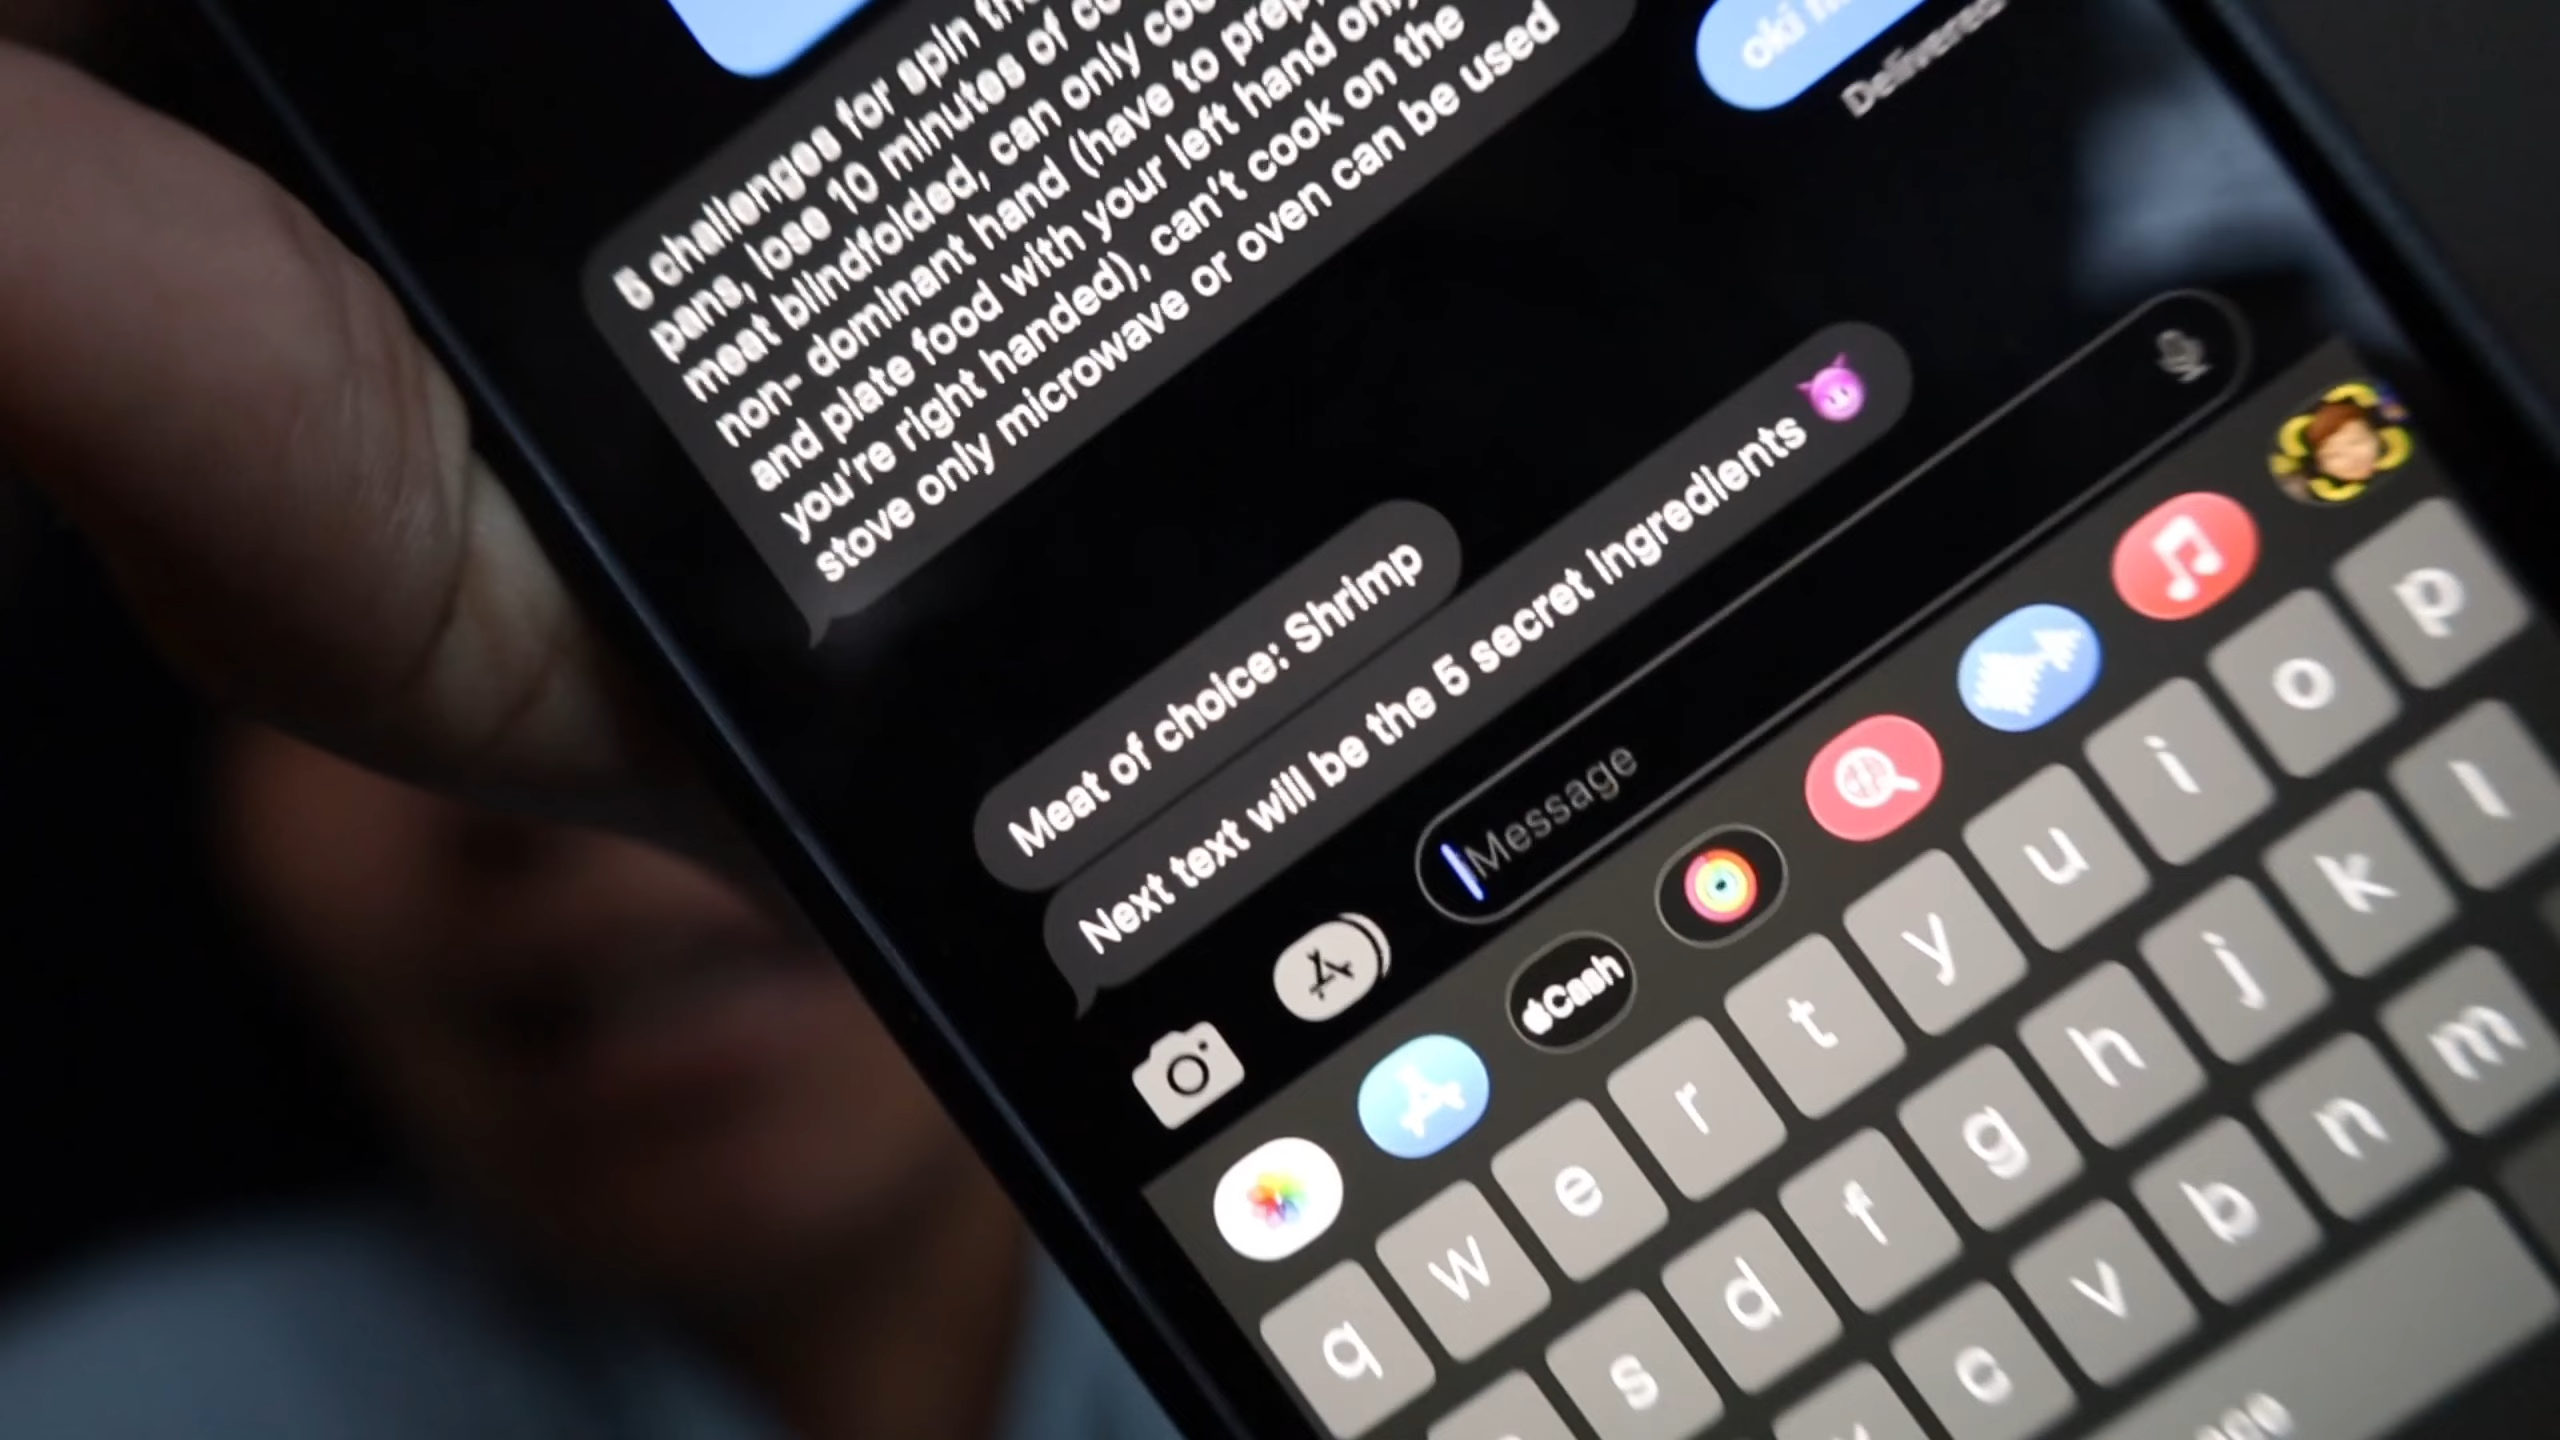 oki
Delivered
5 challenges for spin the
pans, lose 10 minutes of
meat blindfolded, can only
non- dominant hand (have to prep,
and plate food with your left hand only
you're right handed), can't cook on the
stove only microwave or oven can be used
Meat of choice: Shrimp
Next text will be the 5 secret ingredients 😈
Message
Cash
q w e r t y u i o p
s d f g h j k l
c v b n m